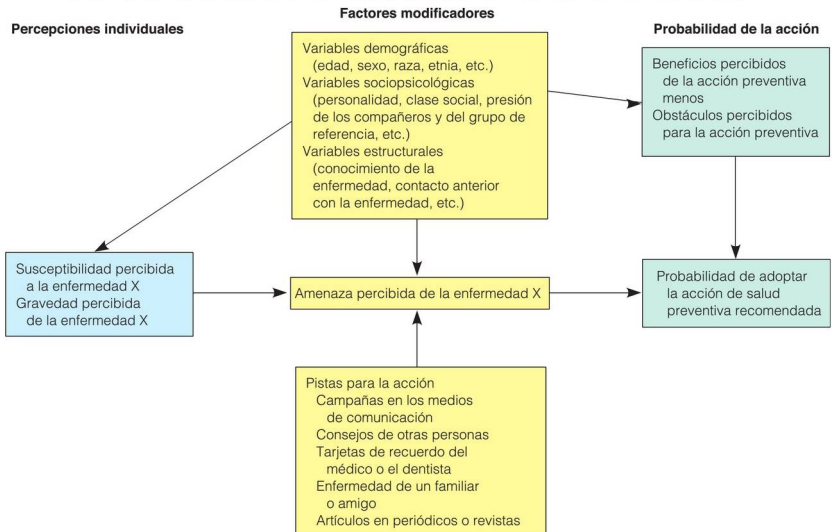 Factores modificadores
Percepciones individuales
Probabilidad de la acción
Variables demográficas
(edad, sexo, raza, etnia, etc.)
Variables sociopsicológicas
(personalidad, clase social, presión
de los compañeros y del grupo de
referencia, etc.)
Variables estructurales
(conocimiento de la
enfermedad, contacto anterior
con la enfermedad, etc.)
Beneficios percibidos
de la acción preventiva
menos
Obstáculos percibidos
para la acción preventiva
Susceptibilidad percibida
a la enfermedad X
Gravedad percibida
de la enfermedad X
Amenaza percibida de la enfermedad X
Probabilidad de adoptar
la acción de salud
preventiva recomendada
Pistas para la acción
Campañas en los medios
de comunicación
Consejos de otras personas
Tarjetas de recuerdo del
médico o el dentista
Enfermedad de un familiar
o amigo
Artículos en periódicos o revistas